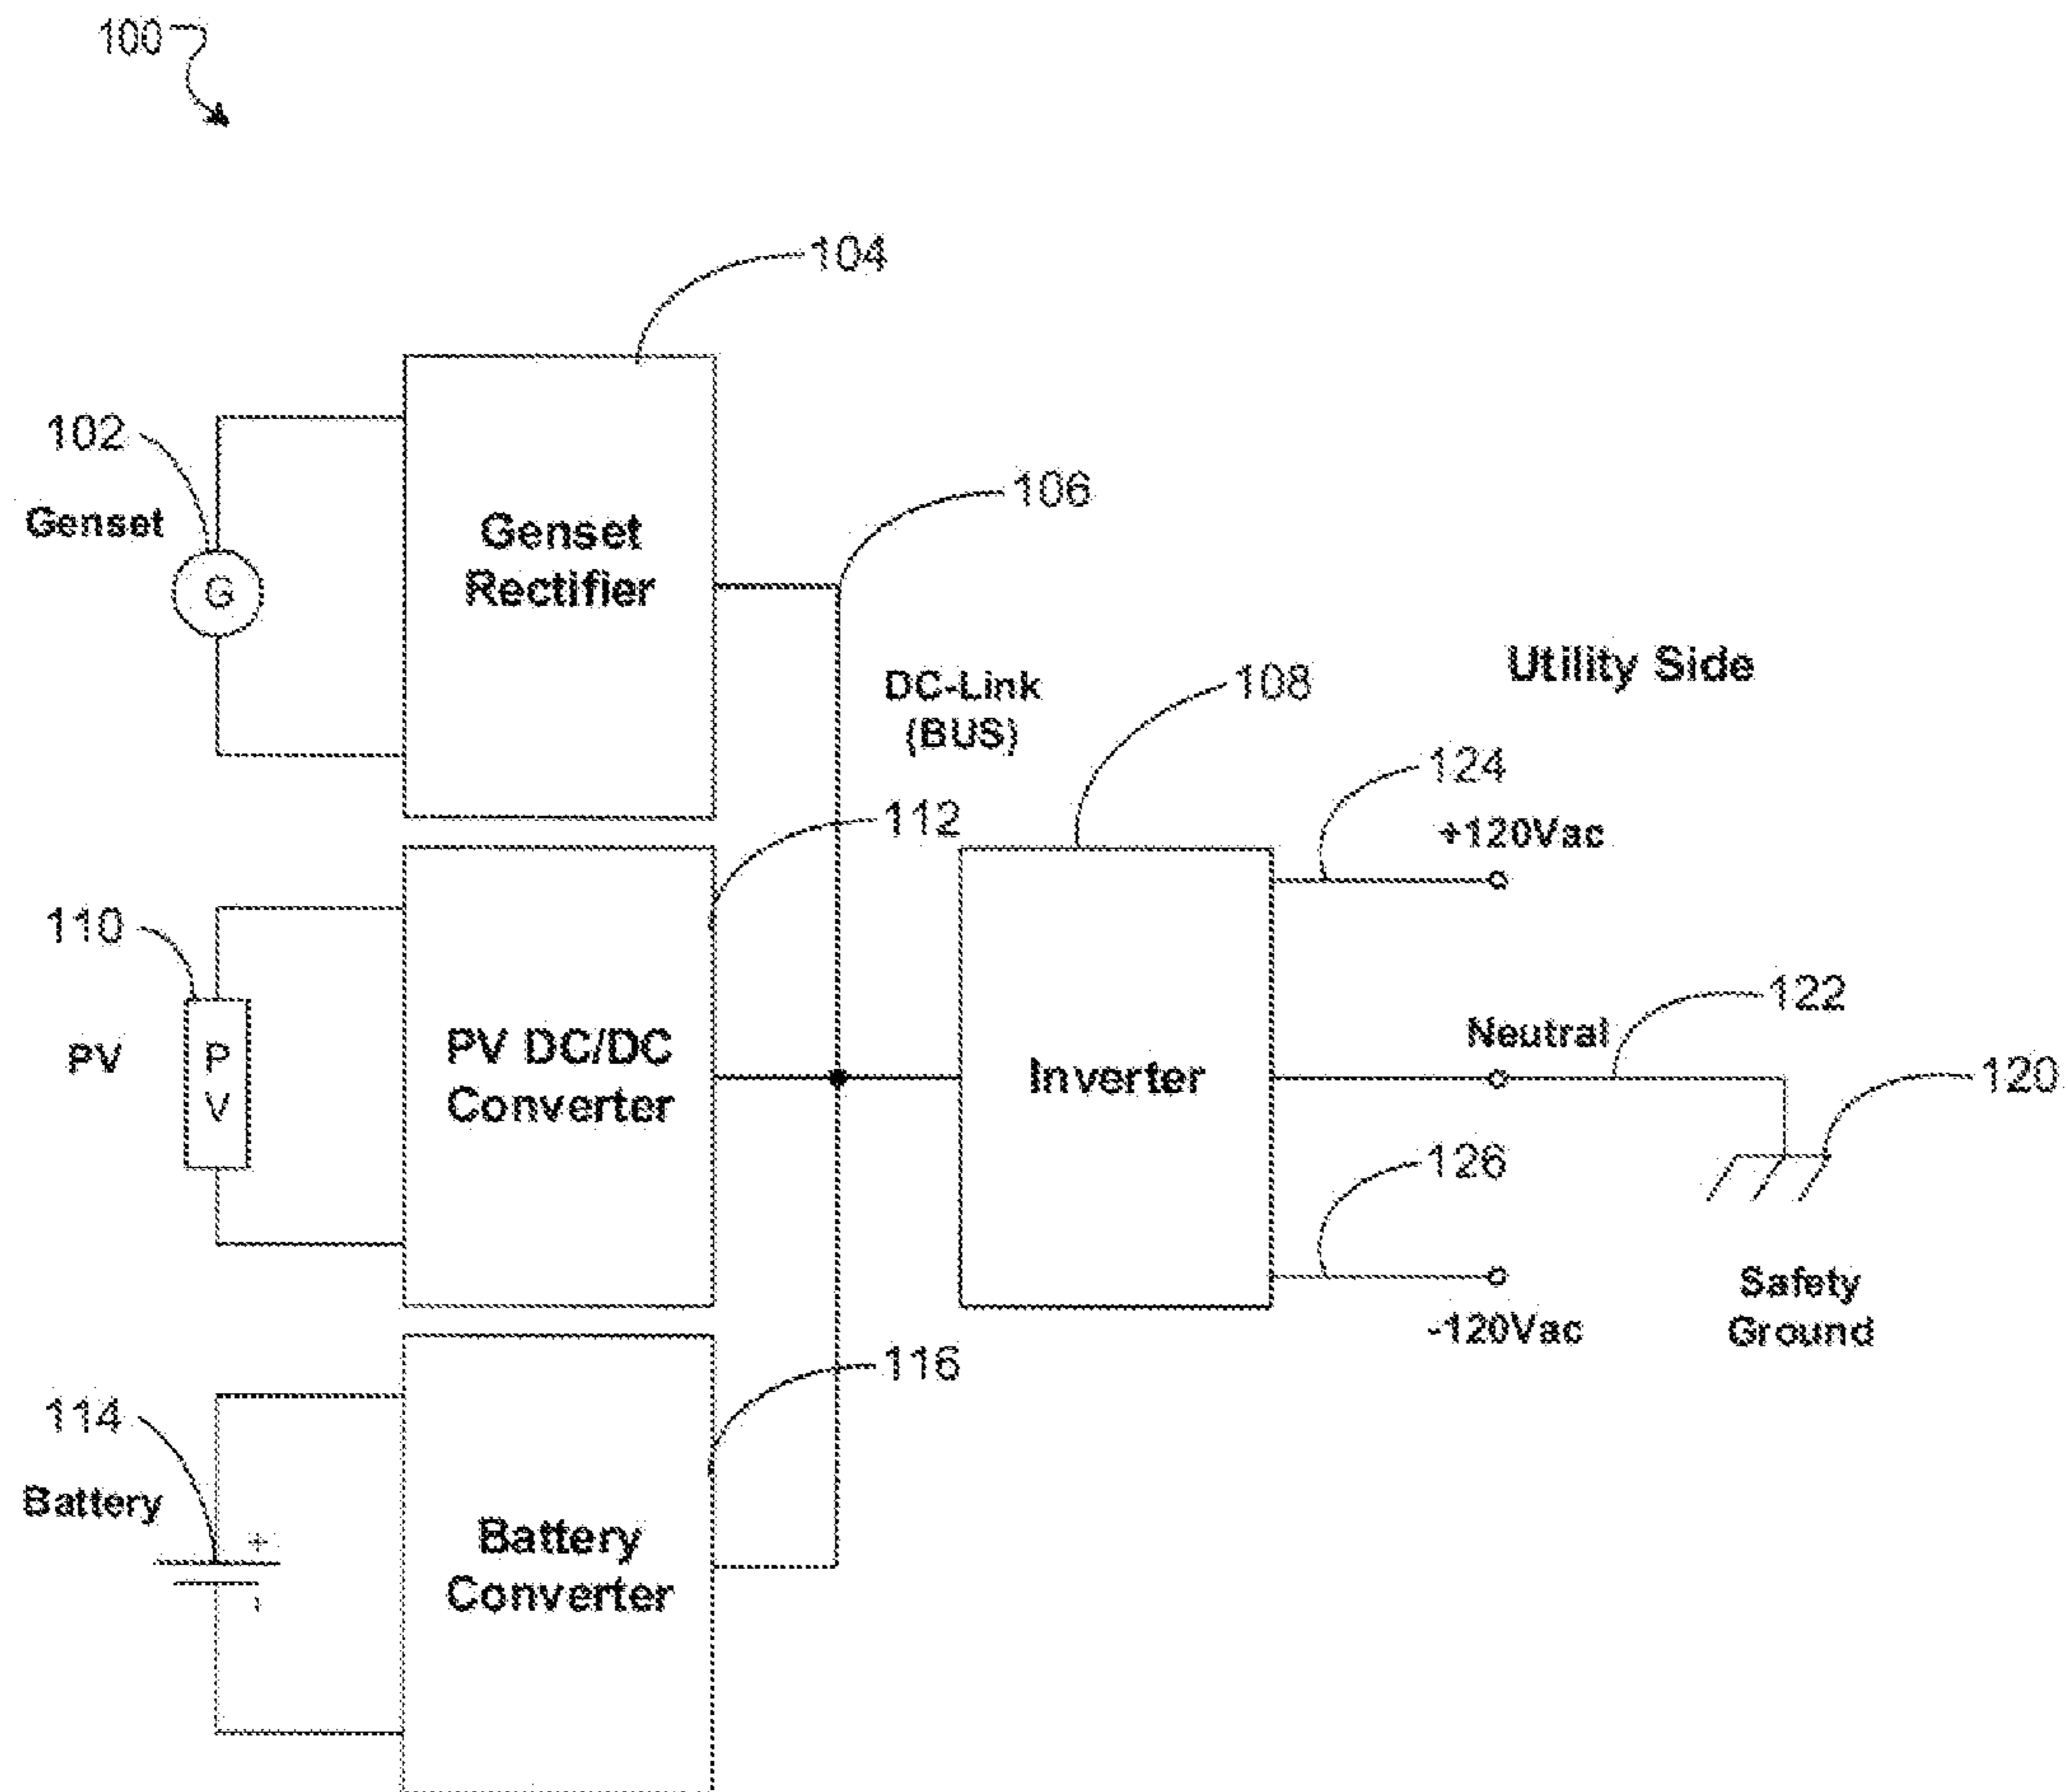 100
104
102
Genset
G
Genset
Rectifier
106
DC-Link
(BUS)
108
Utility Side
124
+120Vac
112
110
PV
P
V
PV DC/DC
Converter
Inverter
Neutral
122
120
126
-120Vac
Safety
Ground
116
114
Battery
+
-
Battery
Converter